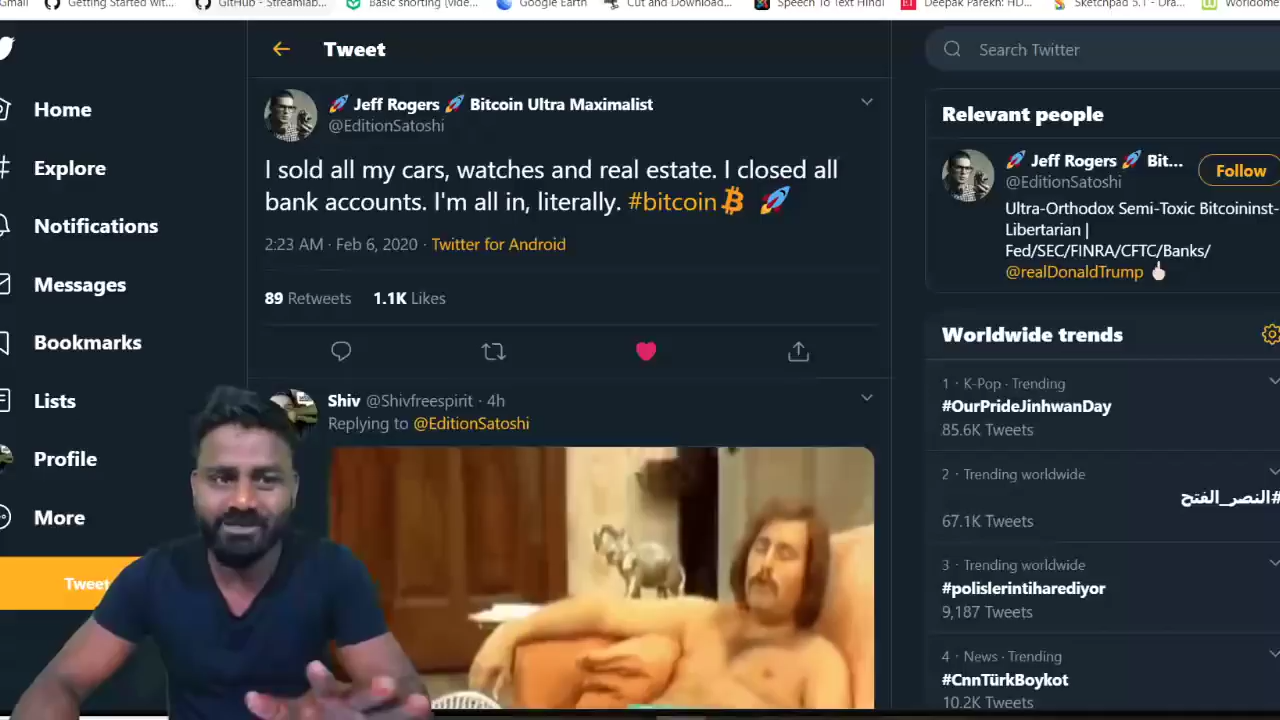 Gmail
Getting Started wit...
GitHub - Streamlab...
Basic shorting (vide...
Google Earth
Cut and Download...
Speech To Text Hindi
Deepak Parekh: HD...
Sketchpad 5.1 - Dra...
Worldome
Home
Explore
Notifications
Messages
Bookmarks
Lists
Profile
More
Tweet
Tweet
🚀 Jeff Rogers 🚀 Bitcoin Ultra Maximalist
@EditionSatoshi
I sold all my cars, watches and real estate. I closed all
bank accounts. I'm all in, literally. #bitcoin 🚀
2:23 AM · Feb 6, 2020 · Twitter for Android
89 Retweets 1.1K Likes
Shiv @Shivfreespirit · 4h
Replying to @EditionSatoshi
Search Twitter
Relevant people
🚀 Jeff Rogers 🚀 Bit...
Follow
@EditionSatoshi
Ultra-Orthodox Semi-Toxic Bitcoininst-
Libertarian |
Fed/SEC/FINRA/CFTC/Banks/
@realDonaldTrump 🖕🏻
Worldwide trends
1 · K-Pop · Trending
#OurPrideJinhwanDay
85.6K Tweets
2 · Trending worldwide
#النصر_الفتح
67.1K Tweets
3 · Trending worldwide
#polislerintiharediyor
9,187 Tweets
4 · News · Trending
#CnnTürkBoykot
10.2K Tweets